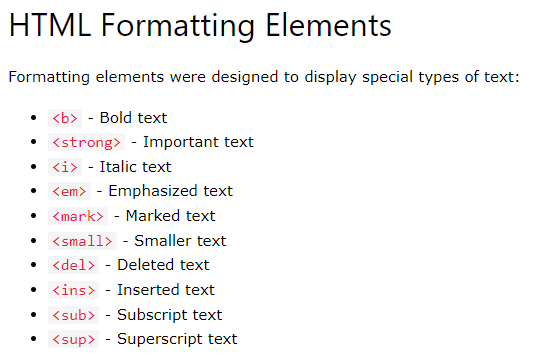 HTML Formatting Elements
Formatting elements were designed to display special types of text:
<b> - Bold text
<strong> - Important text
<i> - Italic text
<em> - Emphasized text
<mark> - Marked text
<small> - Smaller text
<del> - Deleted text
<ins> - Inserted text
<sub> - Subscript text
<sup> - Superscript text